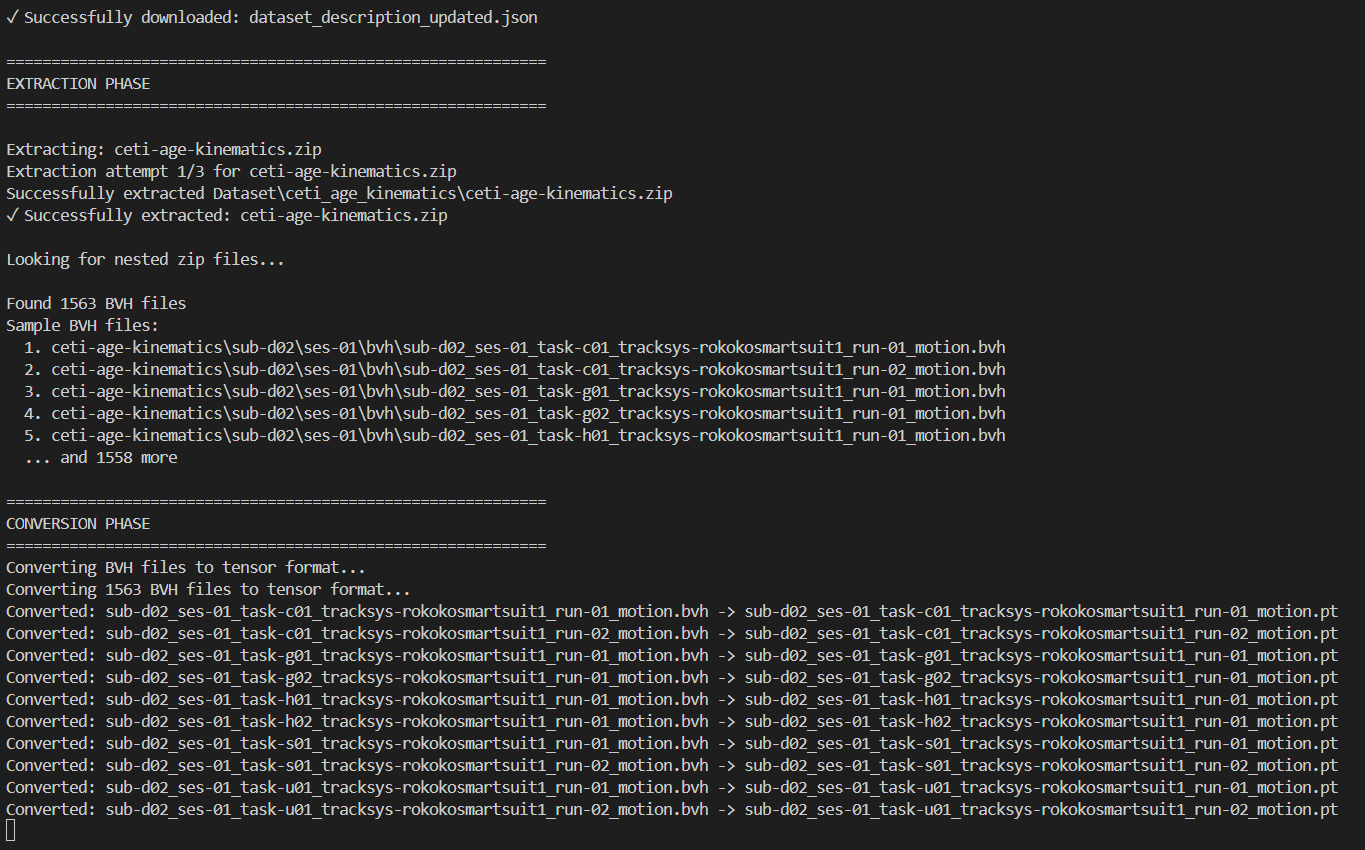 ✓ Successfully downloaded: dataset_description_updated.json
============================================================
EXTRACTION PHASE
============================================================
Extracting: ceti-age-kinematics.zip
Extraction attempt 1/3 for ceti-age-kinematics.zip
Successfully extracted Dataset\ceti_age_kinematics\ceti-age-kinematics.zip
✓ Successfully extracted: ceti-age-kinematics.zip
Looking for nested zip files...
Found 1563 BVH files
Sample BVH files:
  1. ceti-age-kinematics\sub-d02\ses-01\bvh\sub-d02_ses-01_task-c01_tracksys-rokokosmartsuit1_run-01_motion.bvh
  2. ceti-age-kinematics\sub-d02\ses-01\bvh\sub-d02_ses-01_task-c01_tracksys-rokokosmartsuit1_run-02_motion.bvh
  3. ceti-age-kinematics\sub-d02\ses-01\bvh\sub-d02_ses-01_task-g01_tracksys-rokokosmartsuit1_run-01_motion.bvh
  4. ceti-age-kinematics\sub-d02\ses-01\bvh\sub-d02_ses-01_task-g02_tracksys-rokokosmartsuit1_run-01_motion.bvh
  5. ceti-age-kinematics\sub-d02\ses-01\bvh\sub-d02_ses-01_task-h01_tracksys-rokokosmartsuit1_run-01_motion.bvh
  ... and 1558 more
============================================================
CONVERSION PHASE
============================================================
Converting BVH files to tensor format...
Converting 1563 BVH files to tensor format...
Converted: sub-d02_ses-01_task-c01_tracksys-rokokosmartsuit1_run-01_motion.bvh -> sub-d02_ses-01_task-c01_tracksys-rokokosmartsuit1_run-01_motion.pt
Converted: sub-d02_ses-01_task-c01_tracksys-rokokosmartsuit1_run-02_motion.bvh -> sub-d02_ses-01_task-c01_tracksys-rokokosmartsuit1_run-02_motion.pt
Converted: sub-d02_ses-01_task-g01_tracksys-rokokosmartsuit1_run-01_motion.bvh -> sub-d02_ses-01_task-g01_tracksys-rokokosmartsuit1_run-01_motion.pt
Converted: sub-d02_ses-01_task-g02_tracksys-rokokosmartsuit1_run-01_motion.bvh -> sub-d02_ses-01_task-g02_tracksys-rokokosmartsuit1_run-01_motion.pt
Converted: sub-d02_ses-01_task-h01_tracksys-rokokosmartsuit1_run-01_motion.bvh -> sub-d02_ses-01_task-h01_tracksys-rokokosmartsuit1_run-01_motion.pt
Converted: sub-d02_ses-01_task-h02_tracksys-rokokosmartsuit1_run-01_motion.bvh -> sub-d02_ses-01_task-h02_tracksys-rokokosmartsuit1_run-01_motion.pt
Converted: sub-d02_ses-01_task-s01_tracksys-rokokosmartsuit1_run-01_motion.bvh -> sub-d02_ses-01_task-s01_tracksys-rokokosmartsuit1_run-01_motion.pt
Converted: sub-d02_ses-01_task-s01_tracksys-rokokosmartsuit1_run-02_motion.bvh -> sub-d02_ses-01_task-s01_tracksys-rokokosmartsuit1_run-02_motion.pt
Converted: sub-d02_ses-01_task-u01_tracksys-rokokosmartsuit1_run-01_motion.bvh -> sub-d02_ses-01_task-u01_tracksys-rokokosmartsuit1_run-01_motion.pt
Converted: sub-d02_ses-01_task-u01_tracksys-rokokosmartsuit1_run-02_motion.bvh -> sub-d02_ses-01_task-u01_tracksys-rokokosmartsuit1_run-02_motion.pt